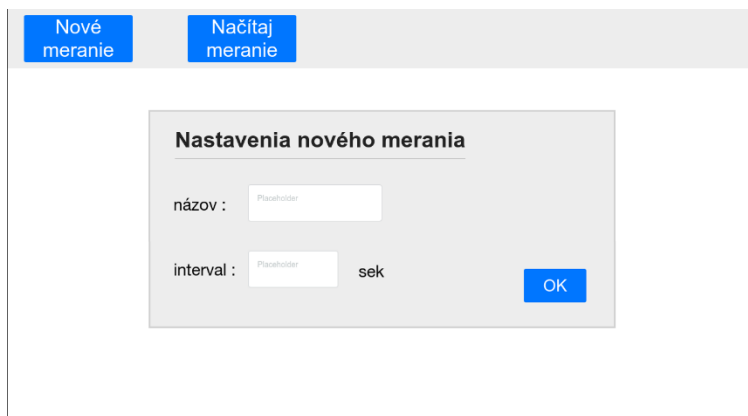 Nové
meranie
Načítaj
meranie
Nastavenia nového merania
názov :
Placeholder
interval :
Placeholder
sek
OK